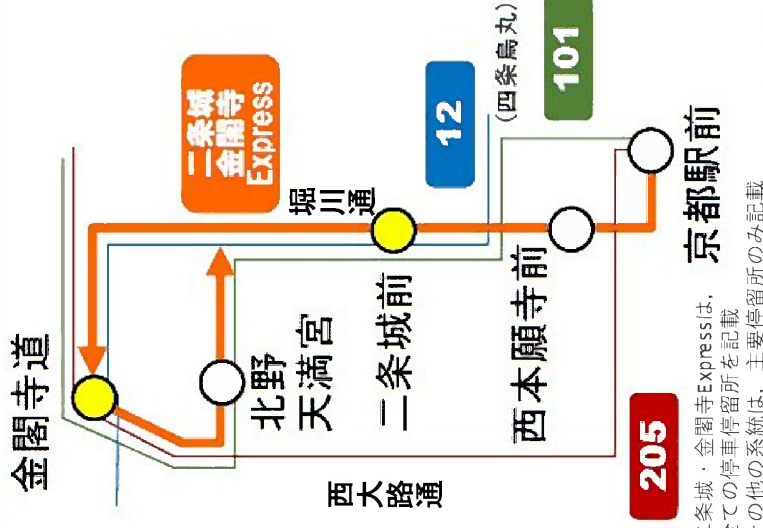 金閣寺道
二条城
金閣寺
Express
12
(四条烏丸)
101
堀川通
北野
天満宮
二条城前
西本願寺前
京都駅前
西大路通
205
条城・金閣寺Expressは、
ての停車停留所を記載
の他の系統は、主要停留所のみ記載